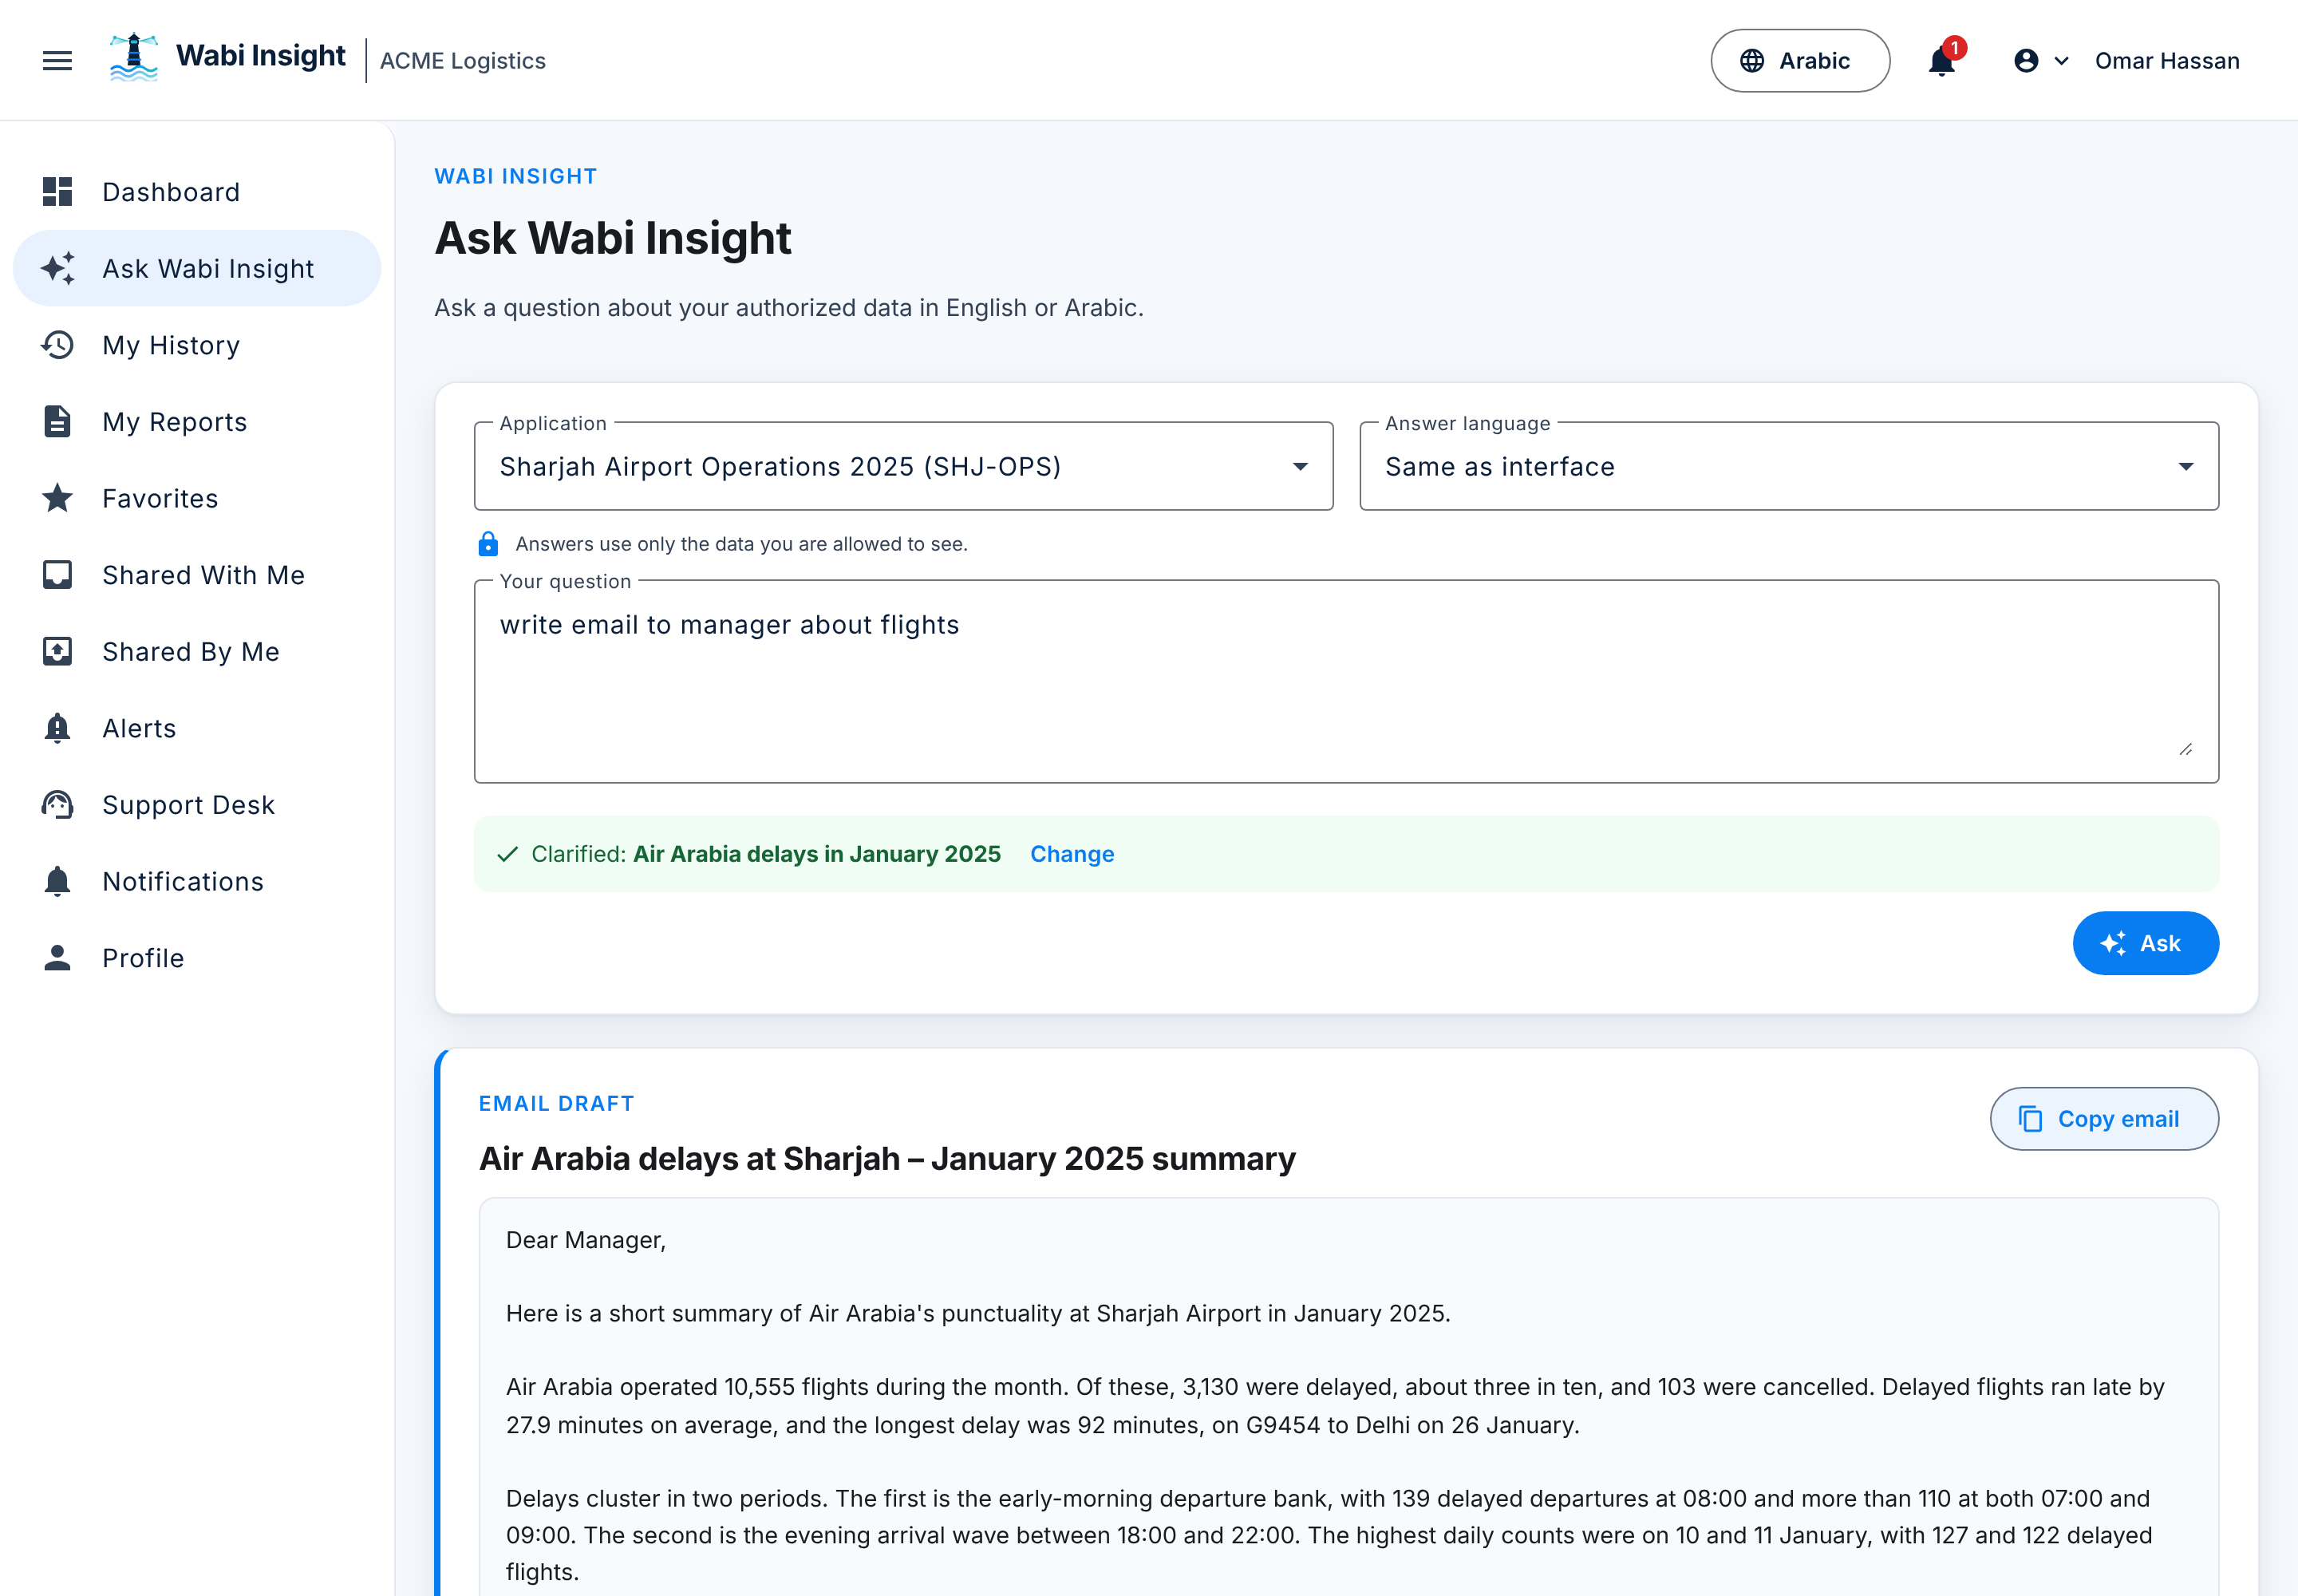 Wabi Insight
ACME Logistics
Arabic
1
Omar Hassan
Dashboard
Ask Wabi Insight
My History
My Reports
Favorites
Shared With Me
Shared By Me
Alerts
Support Desk
Notifications
Profile
WABI INSIGHT
Ask Wabi Insight
Ask a question about your authorized data in English or Arabic.
Application
Sharjah Airport Operations 2025 (SHJ-OPS)
Answer language
Same as interface
Answers use only the data you are allowed to see.
Your question
write email to manager about flights
Clarified: Air Arabia delays in January 2025 Change
Ask
EMAIL DRAFT
Copy email
Air Arabia delays at Sharjah – January 2025 summary
Dear Manager,
Here is a short summary of Air Arabia's punctuality at Sharjah Airport in January 2025.
Air Arabia operated 10,555 flights during the month. Of these, 3,130 were delayed, about three in ten, and 103 were cancelled. Delayed flights ran late by
27.9 minutes on average, and the longest delay was 92 minutes, on G9454 to Delhi on 26 January.
Delays cluster in two periods. The first is the early-morning departure bank, with 139 delayed departures at 08:00 and more than 110 at both 07:00 and
09:00. The second is the evening arrival wave between 18:00 and 22:00. The highest daily counts were on 10 and 11 January, with 127 and 122 delayed
flights.